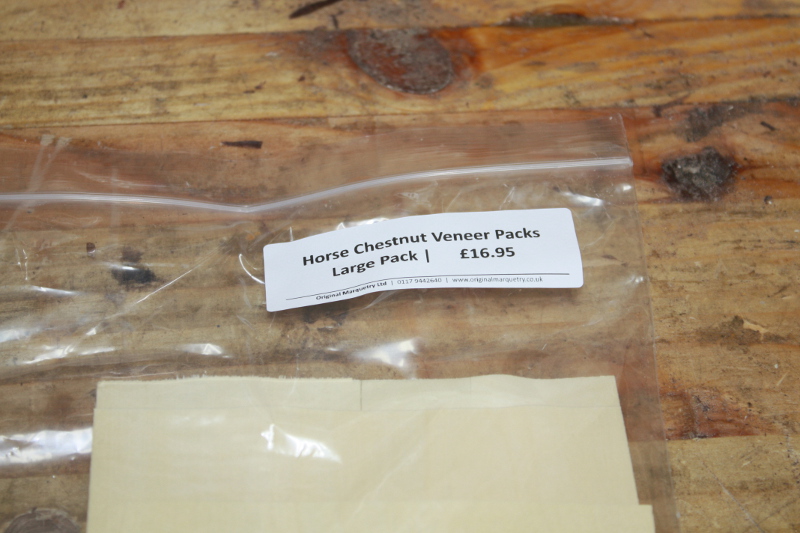 Horse Chestnut Veneer Packs
Large Pack | £16.95
Original Marquetry Ltd | 0117 9442640 | www.originalmarquetry.co.uk